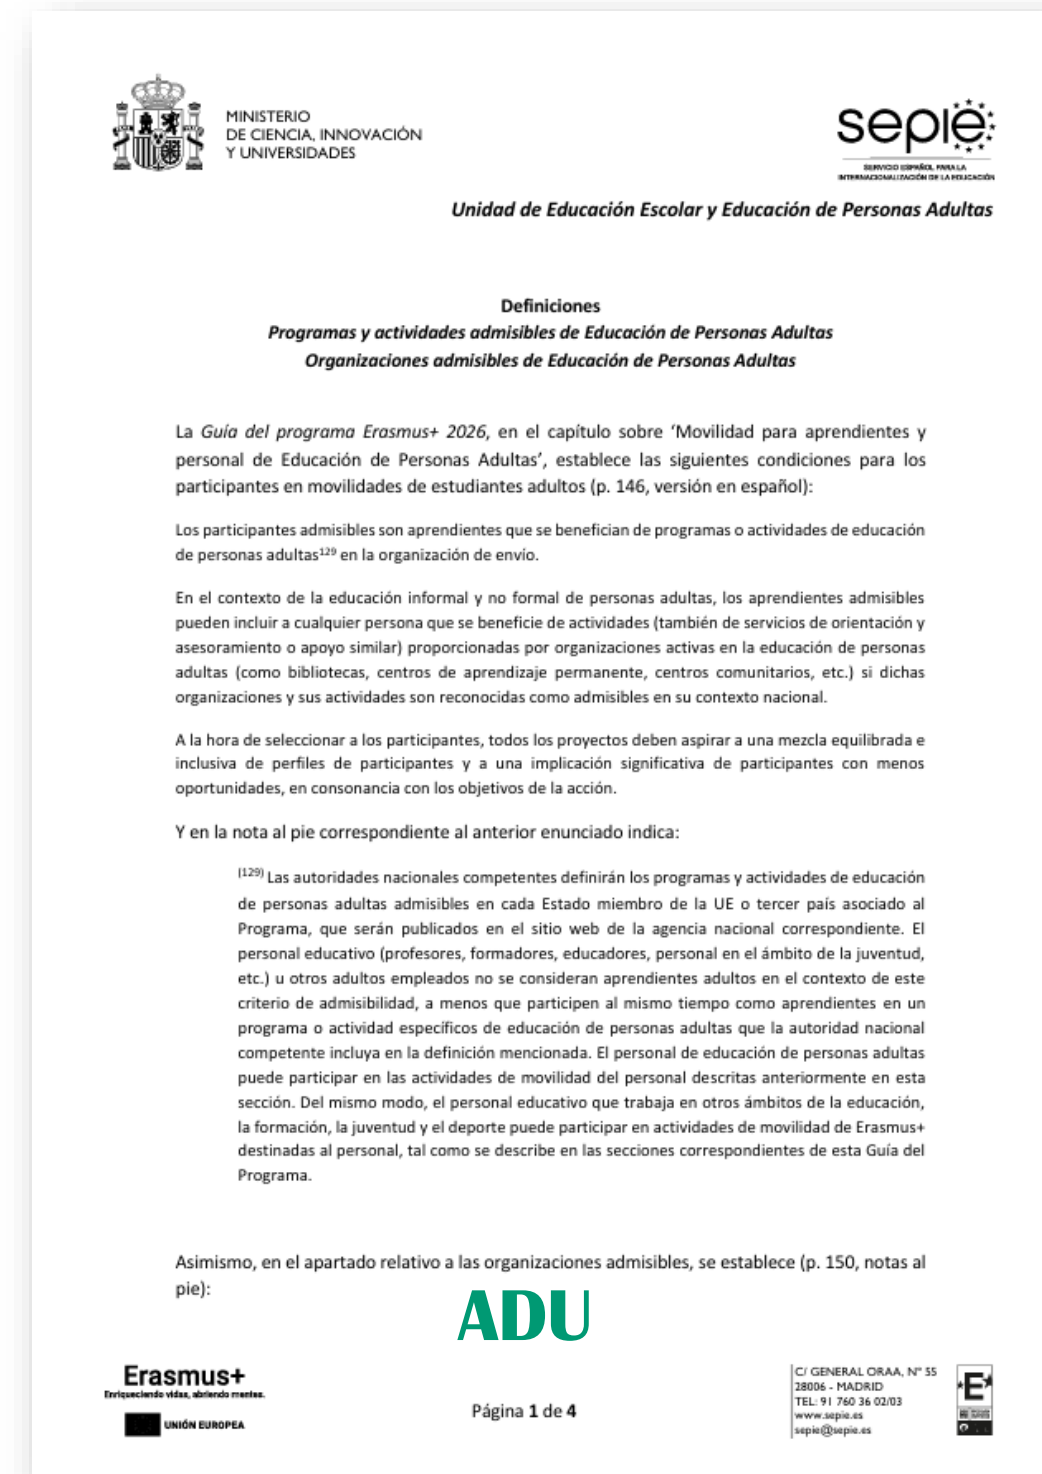 MINISTERIO
DE CIENCIA, INNOVACIÓN
Y UNIVERSIDADES
sepie
SERVICIO ESPAÑOL PARA LA
INTERNACIONALIZACIÓN DE LA EDUCACIÓN
Unidad de Educación Escolar y Educación de Personas Adultas
Definiciones
Programas y actividades admisibles de Educación de Personas Adultas
Organizaciones admisibles de Educación de Personas Adultas
La Guía del programa Erasmus+ 2026, en el capítulo sobre ‘Movilidad para aprendientes y
personal de Educación de Personas Adultas’, establece las siguientes condiciones para los
participantes en movilidades de estudiantes adultos (p. 146, versión en español):
Los participantes admisibles son aprendientes que se benefician de programas o actividades de educación
de personas adultas¹²⁹ en la organización de envío.
En el contexto de la educación informal y no formal de personas adultas, los aprendientes admisibles
pueden incluir a cualquier persona que se beneficie de actividades (también de servicios de orientación y
asesoramiento o apoyo similar) proporcionadas por organizaciones activas en la educación de personas
adultas (como bibliotecas, centros de aprendizaje permanente, centros comunitarios, etc.) si dichas
organizaciones y sus actividades son reconocidas como admisibles en su contexto nacional.
A la hora de seleccionar a los participantes, todos los proyectos deben aspirar a una mezcla equilibrada e
inclusiva de perfiles de participantes y a una implicación significativa de participantes con menos
oportunidades, en consonancia con los objetivos de la acción.
Y en la nota al pie correspondiente al anterior enunciado indica:
(129) Las autoridades nacionales competentes definirán los programas y actividades de educación
de personas adultas admisibles en cada Estado miembro de la UE o tercer país asociado al
Programa, que serán publicados en el sitio web de la agencia nacional correspondiente. El
personal educativo (profesores, formadores, educadores, personal en el ámbito de la juventud,
etc.) u otros adultos empleados no se consideran aprendientes adultos en el contexto de este
criterio de admisibilidad, a menos que participen al mismo tiempo como aprendientes en un
programa o actividad específicos de educación de personas adultas que la autoridad nacional
competente incluya en la definición mencionada. El personal de educación de personas adultas
puede participar en las actividades de movilidad del personal descritas anteriormente en esta
sección. Del mismo modo, el personal educativo que trabaja en otros ámbitos de la educación,
la formación, la juventud y el deporte puede participar en actividades de movilidad de Erasmus+
destinadas al personal, tal como se describe en las secciones correspondientes de esta Guía del
Programa.
Asimismo, en el apartado relativo a las organizaciones admisibles, se establece (p. 150, notas al
pie):
ADU
Erasmus+
Enriqueciendo vidas, abriendo mentes.
UNIÓN EUROPEA
Página 1 de 4
C/ GENERAL ORAA, Nº 55
28006 - MADRID
TEL: 91 760 36 02/03
www.sepie.es
sepie@sepie.es
E